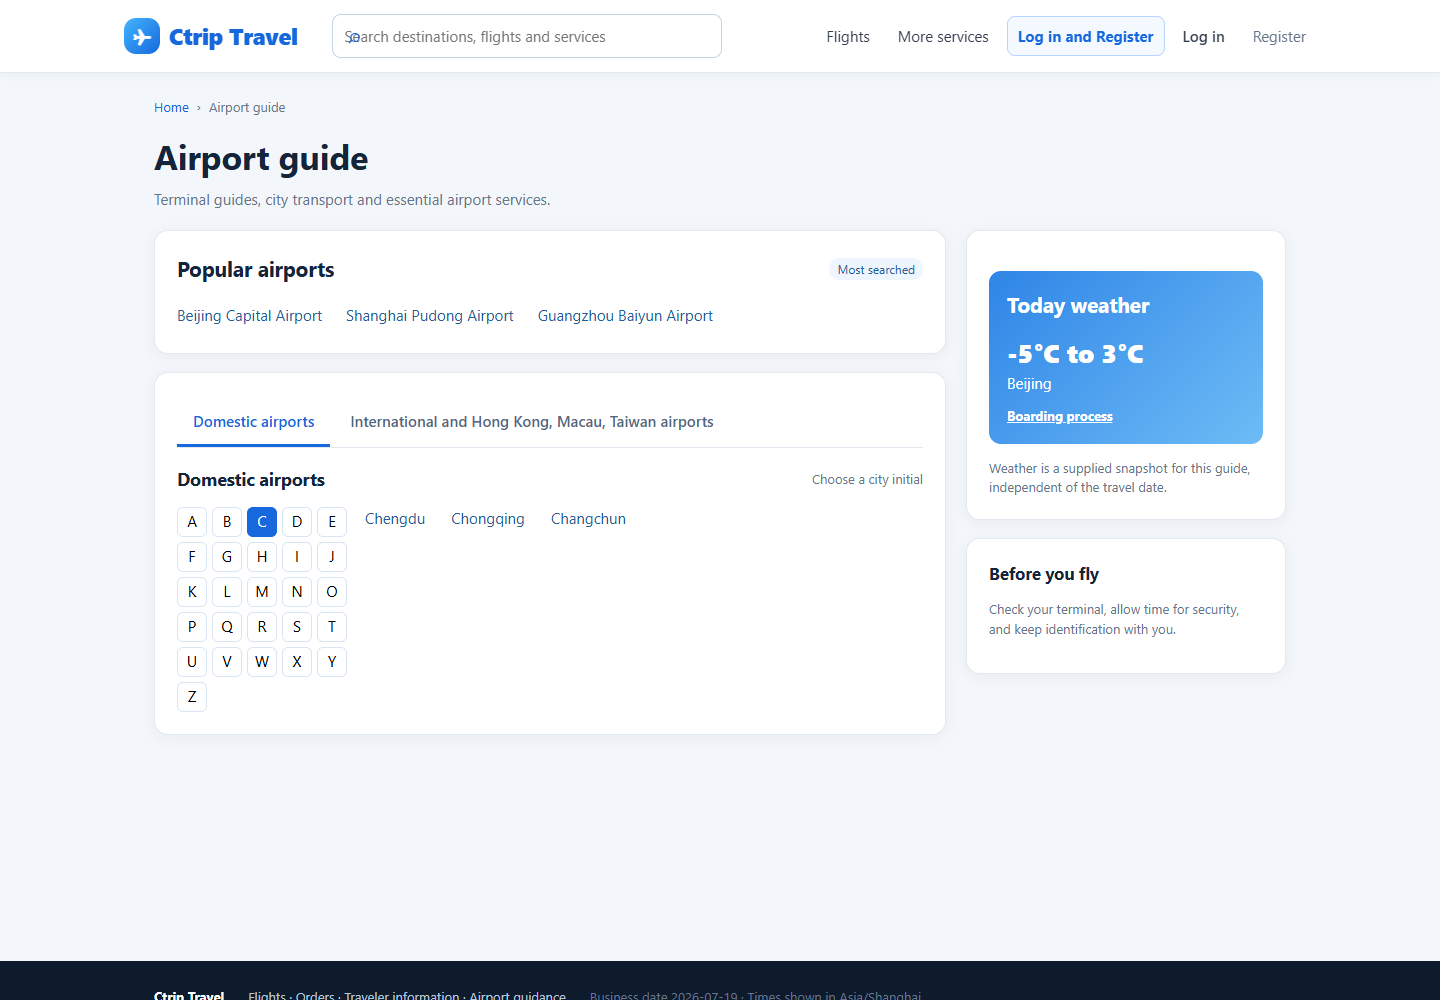 Ctrip Travel
Search destinations, flights and services
Flights
More services
Log in and Register
Log in
Register
Home › Airport guide
Airport guide
Terminal guides, city transport and essential airport services.
Popular airports
Most searched
Beijing Capital Airport
Shanghai Pudong Airport
Guangzhou Baiyun Airport
Domestic airports
International and Hong Kong, Macau, Taiwan airports
Domestic airports
Choose a city initial
A B C D E
F G H I J
K L M N O
P Q R S T
U V W X Y
Z
Chengdu
Chongqing
Changchun
Today weather
-5°C to 3°C
Beijing
Boarding process
Weather is a supplied snapshot for this guide,
independent of the travel date.
Before you fly
Check your terminal, allow time for security,
and keep identification with you.
Ctrip Travel
Flights · Orders · Traveler information · Airport guidance
Business date 2026-07-19 · Times shown in Asia/Shanghai